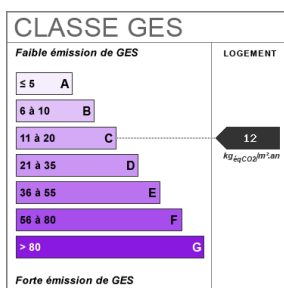 CLASSE GES
Faible émission de GES
LOGEMENT
≤ 5 A
6 à 10 B
11 à 20 C
12
kgéqCO2/m².an
21 à 35 D
36 à 55 E
56 à 80 F
> 80 G
Forte émission de GES